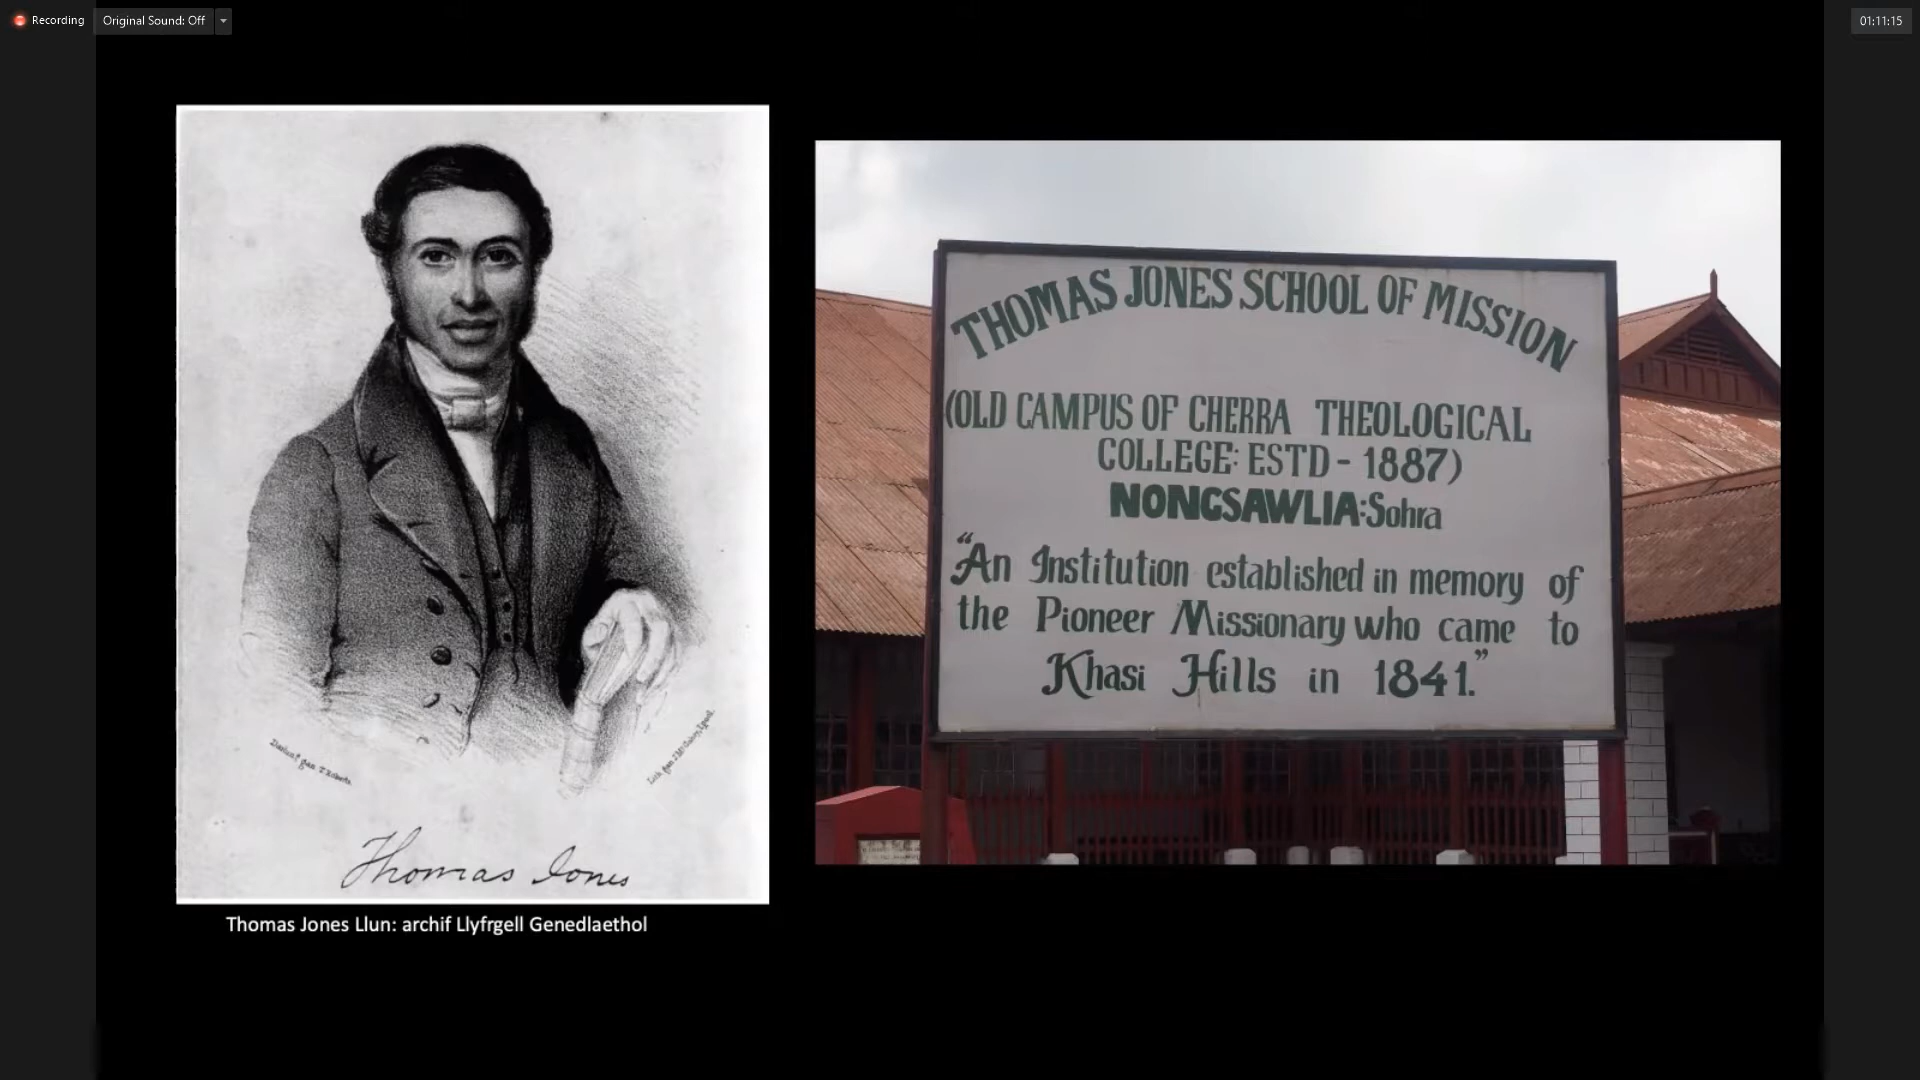 Recording
Original Sound: Off
01:11:15
Thomas Jones
Thomas Jones Llun: archif Llyfrgell Genedlaethol
THOMAS JONES SCHOOL OF MISSION
(OLD CAMPUS OF CHERRA THEOLOGICAL
COLLEGE: ESTD - 1887)
NONGSAWLIA: Sohra
“An Institution established in memory of
the Pioneer Missionary who came to
Khasi Hills in 1841.”